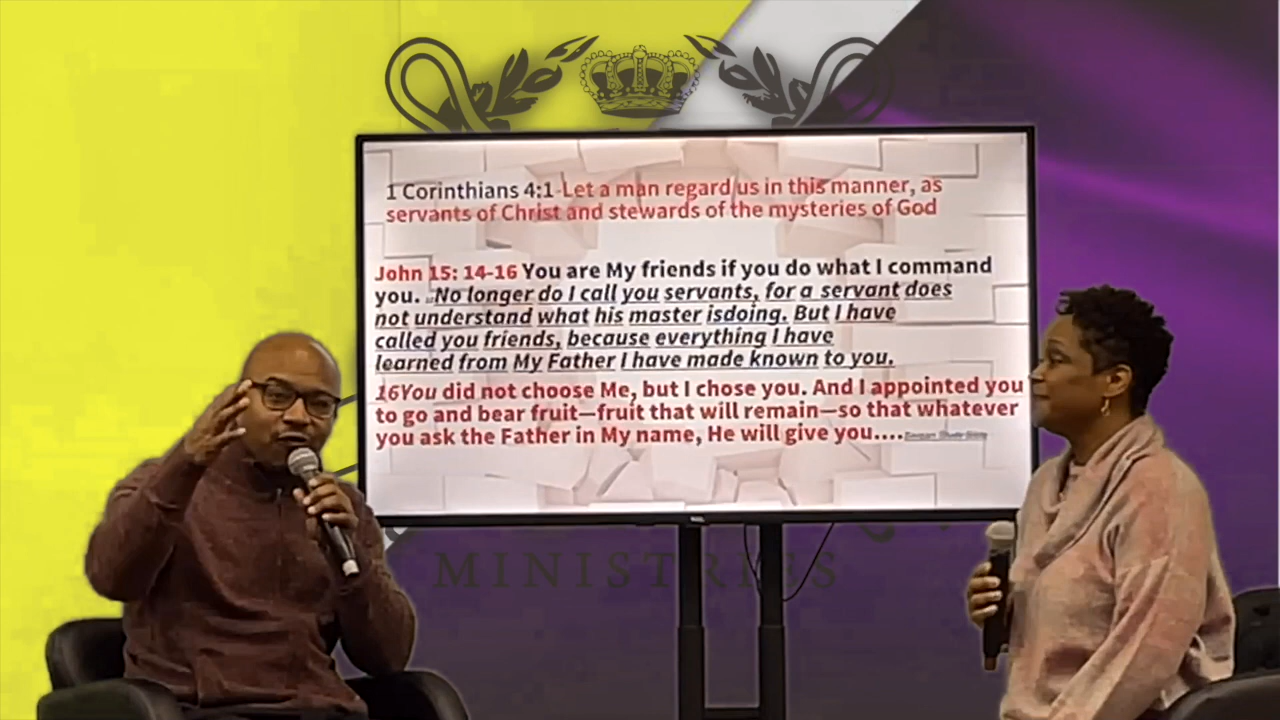 1 Corinthians 4:1-Let a man regard us in this manner, as
servants of Christ and stewards of the mysteries of God
John 15: 14-16 You are My friends if you do what I command
you. No longer do I call you servants, for a servant does
not understand what his master isdoing. But I have
called you friends, because everything I have
learned from My Father I have made known to you.
16You did not choose Me, but I chose you. And I appointed you
to go and bear fruit—fruit that will remain—so that whatever
you ask the Father in My name, He will give you....
MINISTRIES